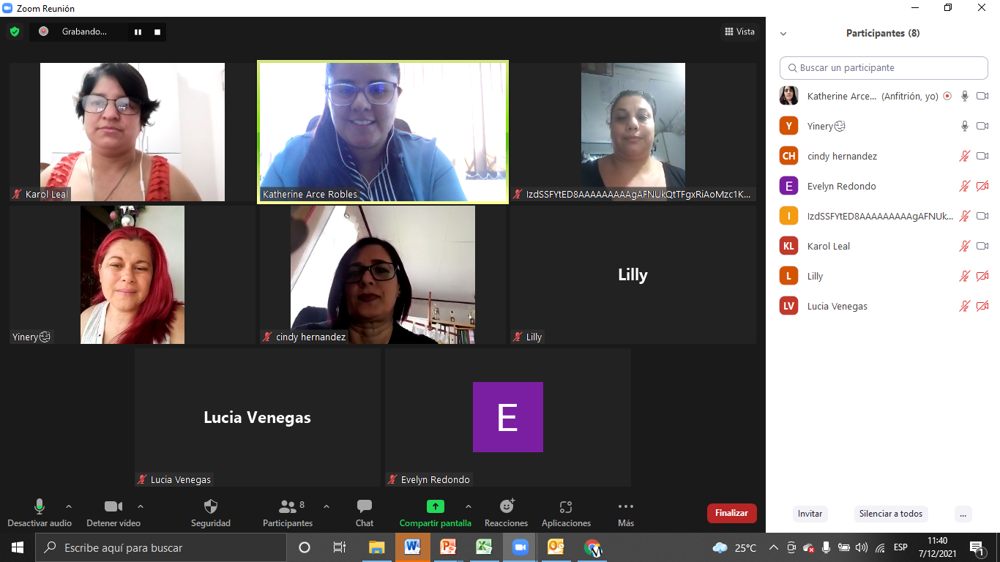 Zoom Reunión
Grabando...
Vista
Karol Leal
Katherine Arce Robles
IzdSSFYtED8AAAAAAAAAgAFNUkQtTFgxRiAoMzc1K...
Yinery
cindy hernandez
Lilly
Lilly
Lucia Venegas
Lucia Venegas
E
Evelyn Redondo
Desactivar audio
Detener vídeo
Seguridad
8
Participantes
Chat
Compartir pantalla
Reacciones
Aplicaciones
Más
Finalizar
Participantes (8)
Buscar un participante
Katherine Arce... (Anfitrión, yo)
Y Yinery
CH cindy hernandez
E Evelyn Redondo
I IzdSSFYtED8AAAAAAAAAgAFNUk...
KL Karol Leal
L Lilly
LV Lucia Venegas
Invitar
Silenciar a todos
...
Escribe aquí para buscar
25°C
ESP
11:40
7/12/2021
1